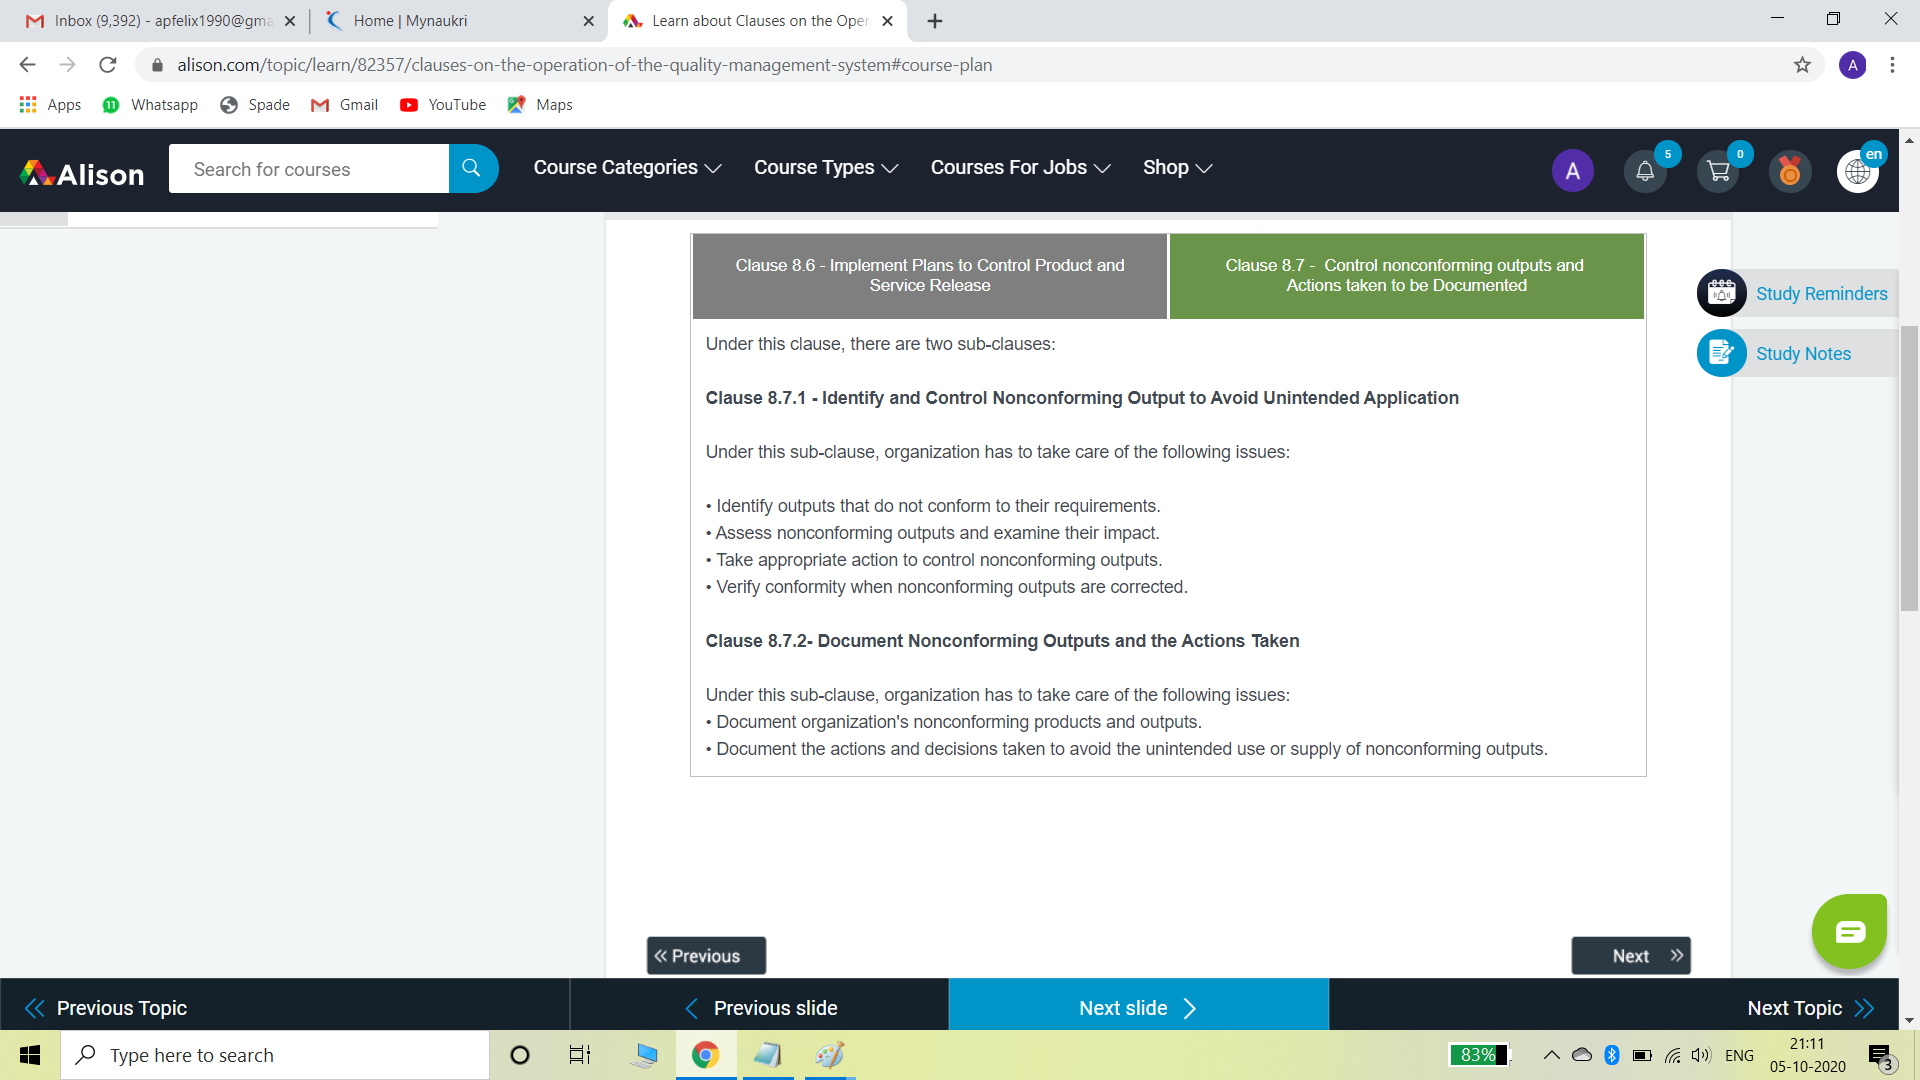 Inbox (9,392) - apfelix1990@gma
Home | Mynaukri
Learn about Clauses on the Oper
alison.com/topic/learn/82357/clauses-on-the-operation-of-the-quality-management-system#course-plan
A
Apps
11
Whatsapp
Spade
Gmail
YouTube
Maps
Alison
Search for courses
Course Categories
Course Types
Courses For Jobs
Shop
A
5
0
en
Clause 8.6 - Implement Plans to Control Product and
Service Release
Clause 8.7 -  Control nonconforming outputs and
Actions taken to be Documented
Study Reminders
Study Notes
Under this clause, there are two sub-clauses:
Clause 8.7.1 - Identify and Control Nonconforming Output to Avoid Unintended Application
Under this sub-clause, organization has to take care of the following issues:
• Identify outputs that do not conform to their requirements.
• Assess nonconforming outputs and examine their impact.
• Take appropriate action to control nonconforming outputs.
• Verify conformity when nonconforming outputs are corrected.
Clause 8.7.2- Document Nonconforming Outputs and the Actions Taken
Under this sub-clause, organization has to take care of the following issues:
• Document organization's nonconforming products and outputs.
• Document the actions and decisions taken to avoid the unintended use or supply of nonconforming outputs.
Previous
Next
Previous Topic
Previous slide
Next slide
Next Topic
Type here to search
83%
ENG
21:11
05-10-2020
3